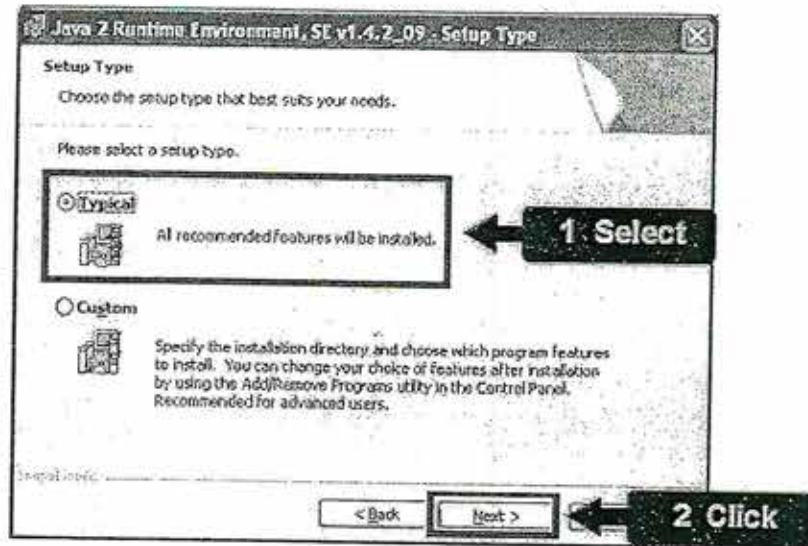 Java 2 Runtime Environment, SE v1.4.2_09 - Setup Type
Setup Type
Choose the setup type that best suits your needs.
Please select a setup type.
Typical
All recommended features will be installed.
1 Select
Custom
Specify the installation directory and choose which program features
to install. You can change your choice of features after installation
by using the Add/Remove Programs utility in the Control Panel.
Recommended for advanced users.
< Back
Next >
2 Click